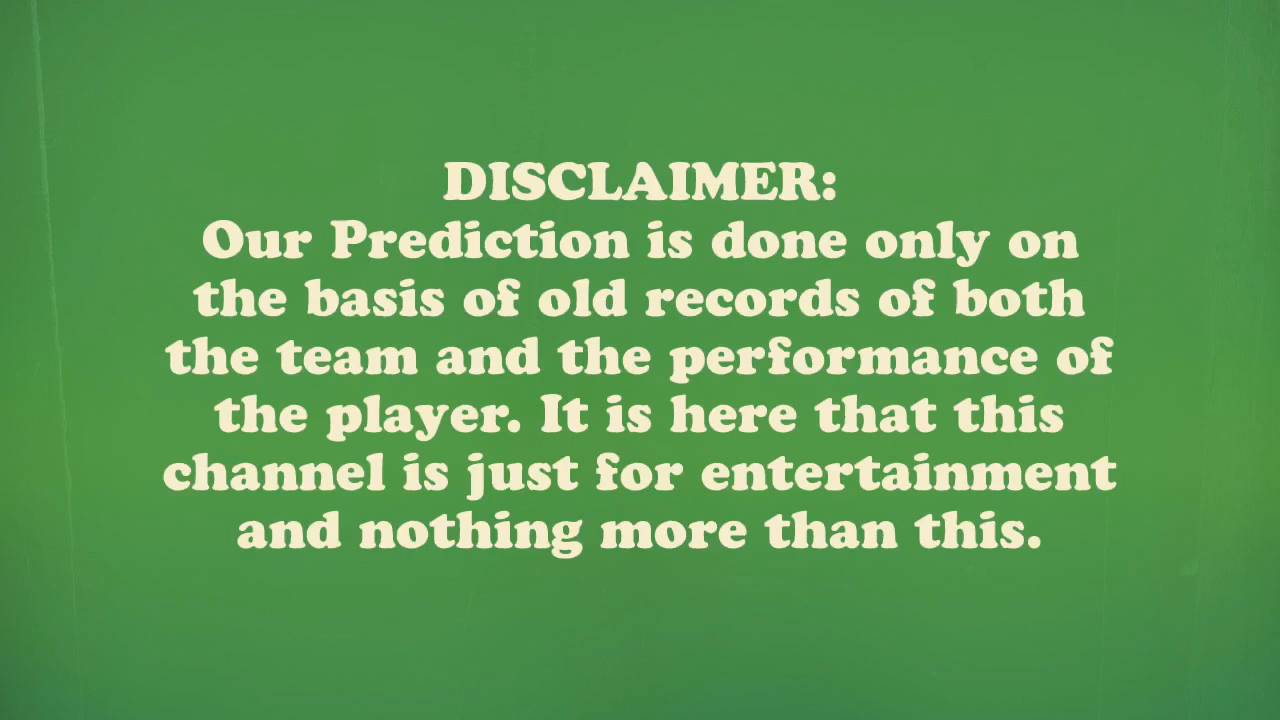 DISCLAIMER:
Our Prediction is done only on
the basis of old records of both
the team and the performance of
the player. It is here that this
channel is just for entertainment
and nothing more than this.